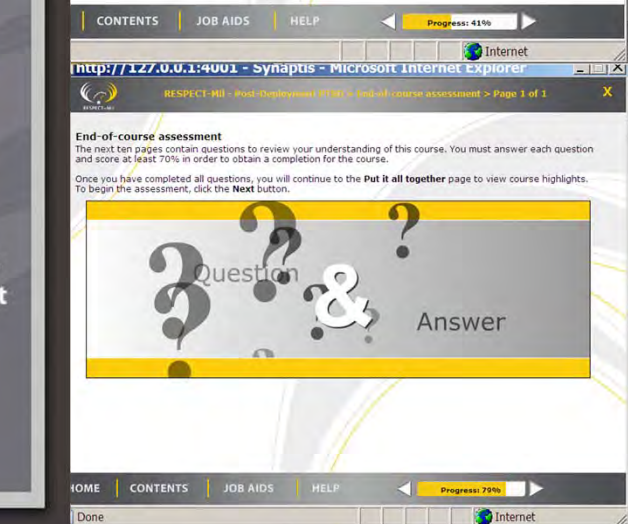 CONTENTS JOB AIDS HELP Progress: 41%
Internet
http://127.0.0.1:4001 - Synaptis - Microsoft Internet Explorer
RESPECT-Mil - Post-Deployment PTSD > End-of-course assessment > Page 1 of 1 X
RESPECT-Mil
End-of-course assessment
The next ten pages contain questions to review your understanding of this course. You must answer each question
and score at least 70% in order to obtain a completion for the course.
Once you have completed all questions, you will continue to the Put it all together page to view course highlights.
To begin the assessment, click the Next button.
Question
&
Answer
t
HOME CONTENTS JOB AIDS HELP Progress: 79%
Done Internet